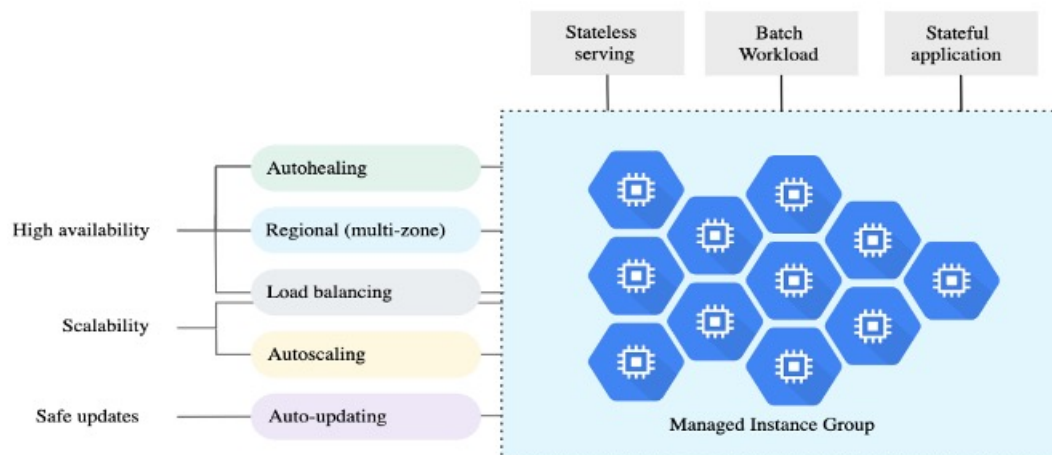 Stateless
serving
Batch
Workload
Stateful
application
Autohealing
High availability
Regional (multi-zone)
Load balancing
Scalability
Autoscaling
Safe updates
Auto-updating
Managed Instance Group